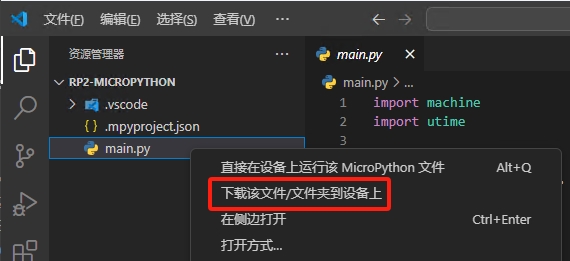 文件(F) 编辑(E) 选择(S) 查看(V) ...
资源管理器 ...
RP2-MICROPYTHON
.vscode
{ } .mpyproject.json
main.py
main.py
main.py > ...
1 import machine
2 import utime
3
直接在设备上运行该 MicroPython 文件 Alt+Q
下载该文件/文件夹到设备上
在侧边打开 Ctrl+Enter
打开方式...